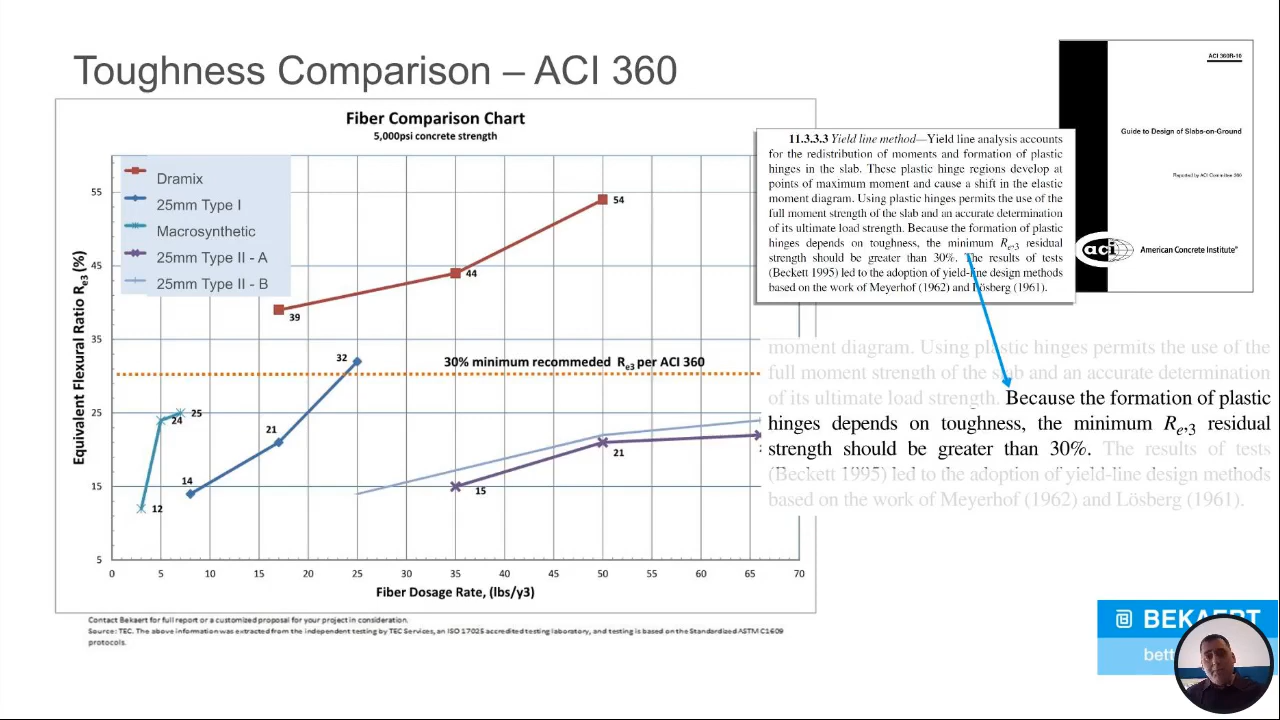 Toughness Comparison – ACI 360
Fiber Comparison Chart
5,000psi concrete strength
Dramix
25mm Type I
Macrosynthetic
25mm Type II - A
25mm Type II - B
Equivalent Flexural Ratio Re3 (%)
55
45
35
25
15
5
54
44
39
32
30% minimum recommeded Re3 per ACI 360
25
24
21
21
14
15
12
0 5 10 15 20 25 30 35 40 45 50 55 60 65 70
Fiber Dosage Rate, (lbs/y3)
Contact Bekaert for full report or a customized proposal for your project in consideration.
Source: TEC. The above information was extracted from the independent testing by TEC Services, an ISO 17025 accredited testing laboratory, and testing is based on the Standardized ASTM C1609
protocols.
11.3.3.3 Yield line method—Yield line analysis accounts
for the redistribution of moments and formation of plastic
hinges in the slab. These plastic hinge regions develop at
points of maximum moment and cause a shift in the elastic
moment diagram. Using plastic hinges permits the use of the
full moment strength of the slab and an accurate determination
of its ultimate load strength. Because the formation of plastic
hinges depends on toughness, the minimum Re,3 residual
strength should be greater than 30%. The results of tests
(Beckett 1995) led to the adoption of yield-line design methods
based on the work of Meyerhof (1962) and Lösberg (1961).
ACI 360R-10
Guide to Design of Slabs-on-Ground
Reported by ACI Committee 360
aci American Concrete Institute®
moment diagram. Using plastic hinges permits the use of the
full moment strength of the slab and an accurate determination
of its ultimate load strength. Because the formation of plastic
hinges depends on toughness, the minimum Re,3 residual
strength should be greater than 30%. The results of tests
(Beckett 1995) led to the adoption of yield-line design methods
based on the work of Meyerhof (1962) and Lösberg (1961).
BEKAERT